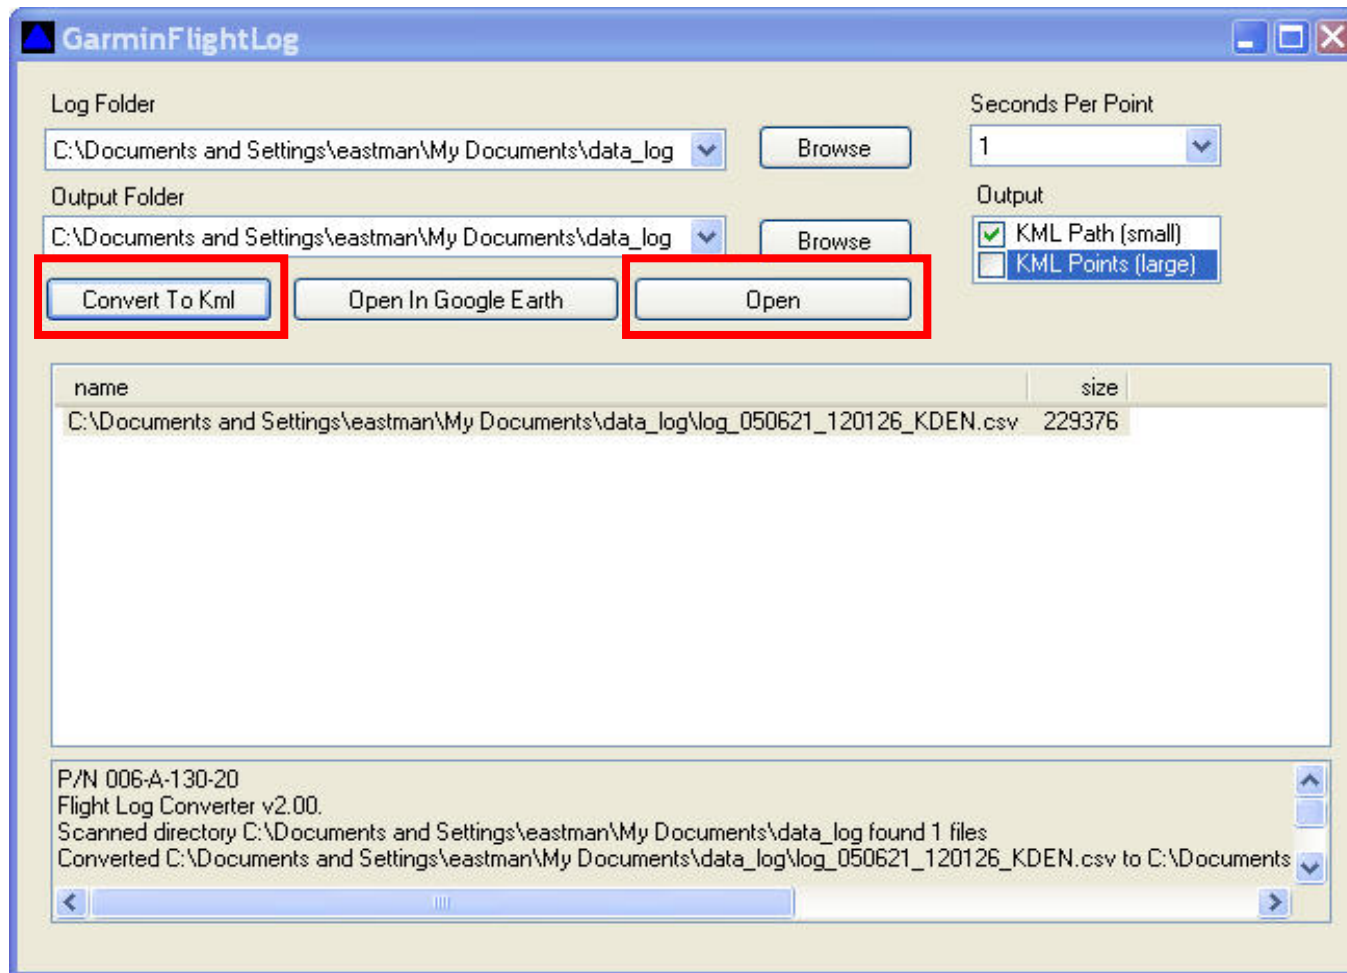 GarminFlightLog
Log Folder
Seconds Per Point
C:\Documents and Settings\eastman\My Documents\data_log
Browse
1
Output Folder
Output
C:\Documents and Settings\eastman\My Documents\data_log
Browse
KML Path (small)
KML Points (large)
Convert To Kml
Open In Google Earth
Open
name size
C:\Documents and Settings\eastman\My Documents\data_log\log_050621_120126_KDEN.csv 229376
P/N 006-A-130-20
Flight Log Converter v2.00.
Scanned directory C:\Documents and Settings\eastman\My Documents\data_log found 1 files
Converted C:\Documents and Settings\eastman\My Documents\data_log\log_050621_120126_KDEN.csv to C:\Documents